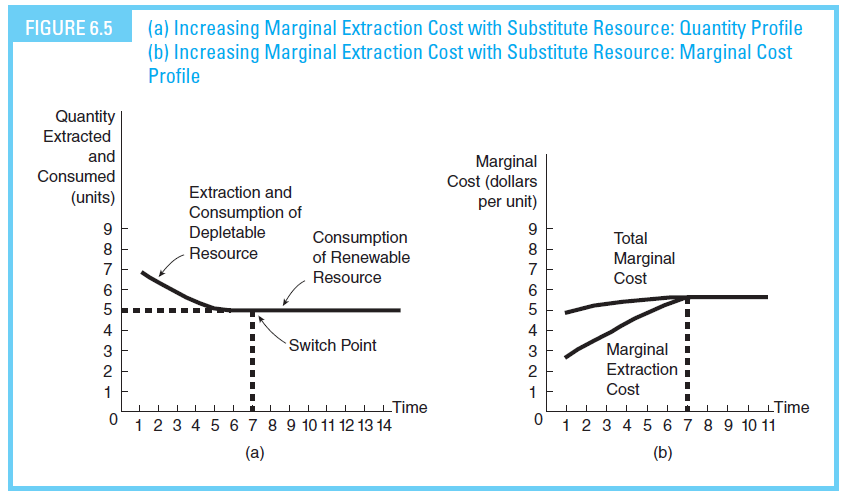 FIGURE 6.5
(a) Increasing Marginal Extraction Cost with Substitute Resource: Quantity Profile
(b) Increasing Marginal Extraction Cost with Substitute Resource: Marginal Cost
Profile
Quantity
Extracted
and
Consumed
(units)
9
8
7
6
5
4
3
2
1
0
Extraction and
Consumption of
Depletable
Resource
Consumption
of Renewable
Resource
Switch Point
Time
1 2 3 4 5 6 7 8 9 10 11 12 13 14
(a)
Marginal
Cost (dollars
per unit)
9
8
7
6
5
4
3
2
1
0
Total
Marginal
Cost
Marginal
Extraction
Cost
Time
1 2 3 4 5 6 7 8 9 10 11
(b)